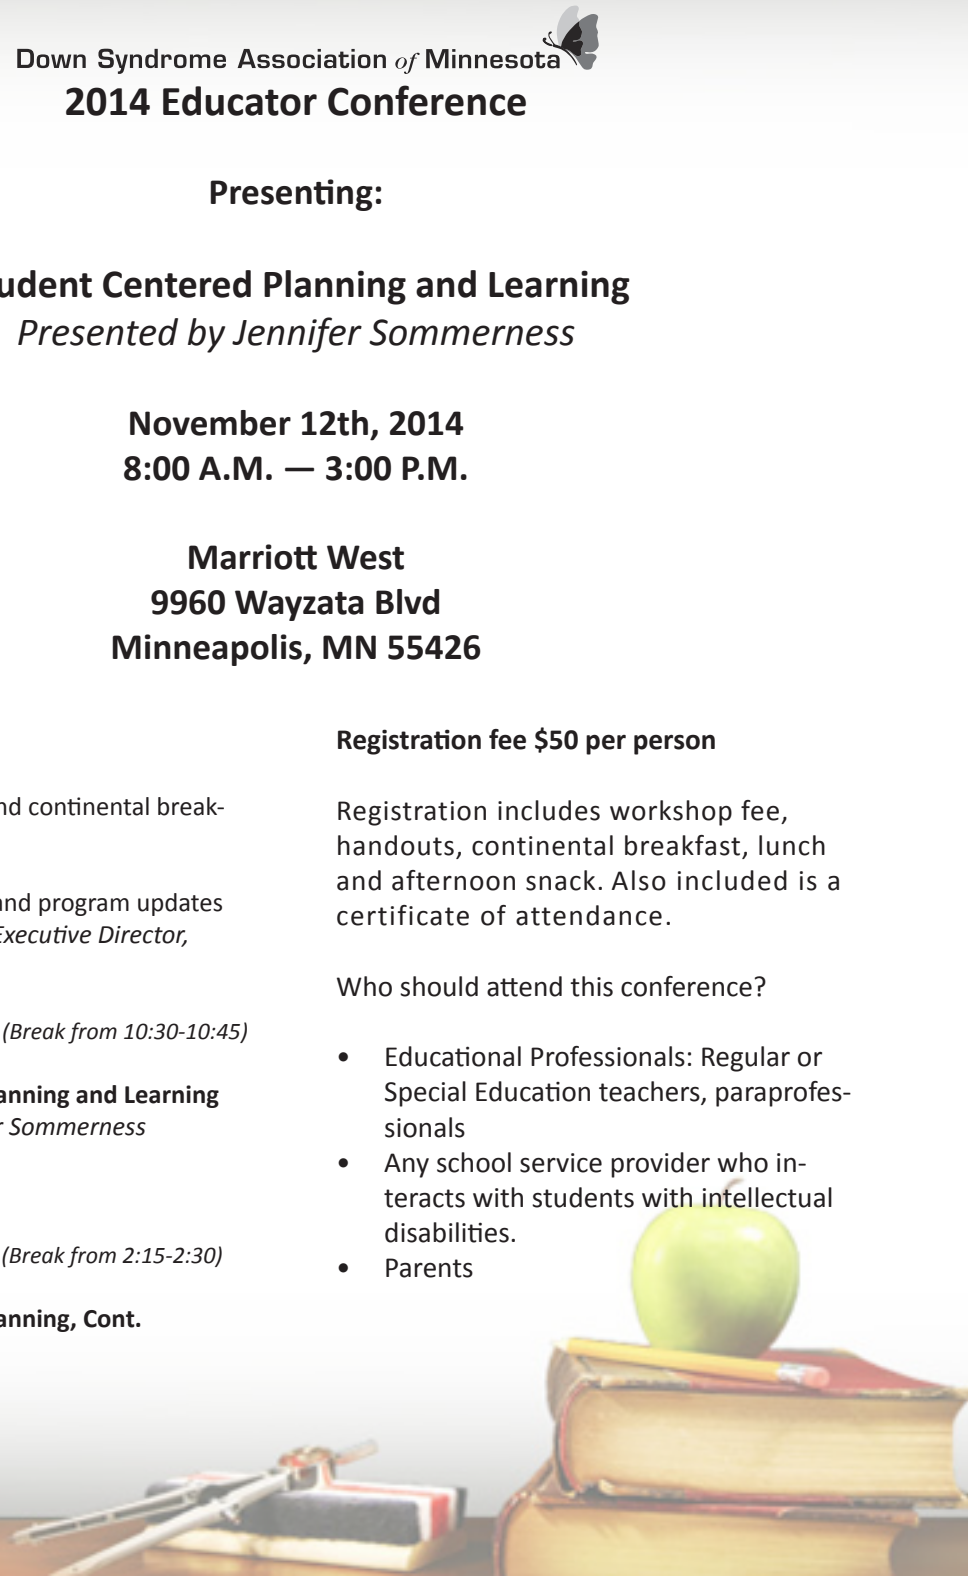 Down Syndrome Association of Minnesota
2014 Educator Conference
Presenting:
udent Centered Planning and Learning
Presented by Jennifer Sommerness
November 12th, 2014
8:00 A.M. — 3:00 P.M.
Marriott West
9960 Wayzata Blvd
Minneapolis, MN 55426
nd continental break-
and program updates
Executive Director,
(Break from 10:30-10:45)
anning and Learning
r Sommerness
(Break from 2:15-2:30)
anning, Cont.
Registration fee $50 per person
Registration includes workshop fee,
handouts, continental breakfast, lunch
and afternoon snack. Also included is a
certificate of attendance.
Who should attend this conference?
• Educational Professionals: Regular or
Special Education teachers, paraprofes-
sionals
• Any school service provider who in-
teracts with students with intellectual
disabilities.
• Parents